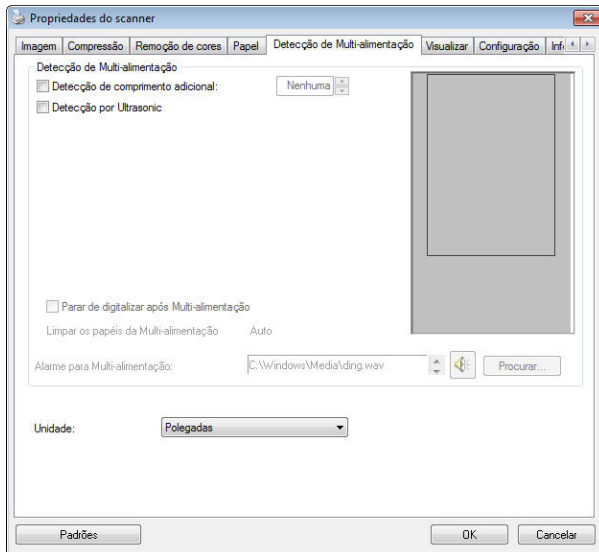 Propriedades do scanner
Imagem Compressão Remoção de cores Papel Detecção de Multi-alimentação Visualizar Configuração Inf
Detecção de Multi-alimentação
Detecção de comprimento adicional: Nenhuma
Detecção por Ultrasonic
Parar de digitalizar após Multi-alimentação
Limpar os papéis da Multi-alimentação Auto
Alarme para Multi-alimentação: C:\Windows\Media\ding.wav Procurar...
Unidade: Polegadas
Padrões OK Cancelar